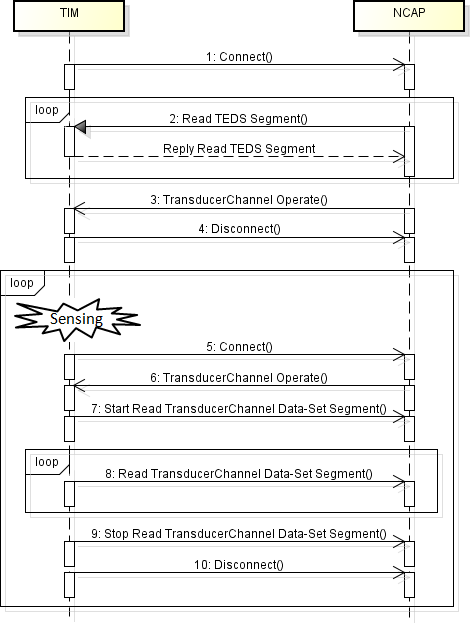 TIM
NCAP
1: Connect()
loop
2: Read TEDS Segment()
Reply Read TEDS Segment
3: TransducerChannel Operate()
4: Disconnect()
loop
Sensing
5: Connect()
6: TransducerChannel Operate()
7: Start Read TransducerChannel Data-Set Segment()
loop
8: Read TransducerChannel Data-Set Segment()
9: Stop Read TransducerChannel Data-Set Segment()
10: Disconnect()